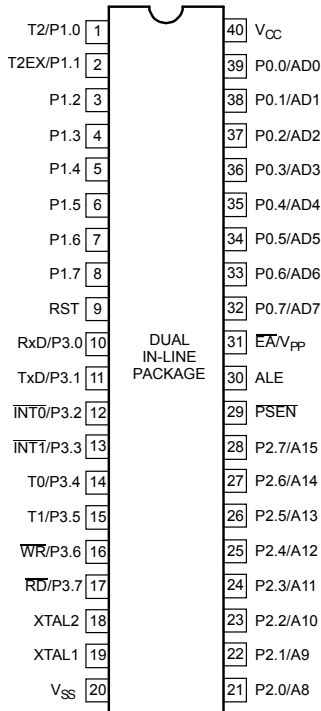 T2/P1.0 1 40 VCC
T2EX/P1.1 2 39 P0.0/AD0
P1.2 3 38 P0.1/AD1
P1.3 4 37 P0.2/AD2
P1.4 5 36 P0.3/AD3
P1.5 6 35 P0.4/AD4
P1.6 7 34 P0.5/AD5
P1.7 8 33 P0.6/AD6
RST 9 32 P0.7/AD7
RxD/P3.0 10 31 E̅A̅/VPP
TxD/P3.1 11 30 ALE
DUAL
IN-LINE
PACKAGE
I̅N̅T̅0̅/P3.2 12 29 P̅S̅E̅N̅
I̅N̅T̅1̅/P3.3 13 28 P2.7/A15
T0/P3.4 14 27 P2.6/A14
T1/P3.5 15 26 P2.5/A13
W̅R̅/P3.6 16 25 P2.4/A12
R̅D̅/P3.7 17 24 P2.3/A11
XTAL2 18 23 P2.2/A10
XTAL1 19 22 P2.1/A9
VSS 20 21 P2.0/A8